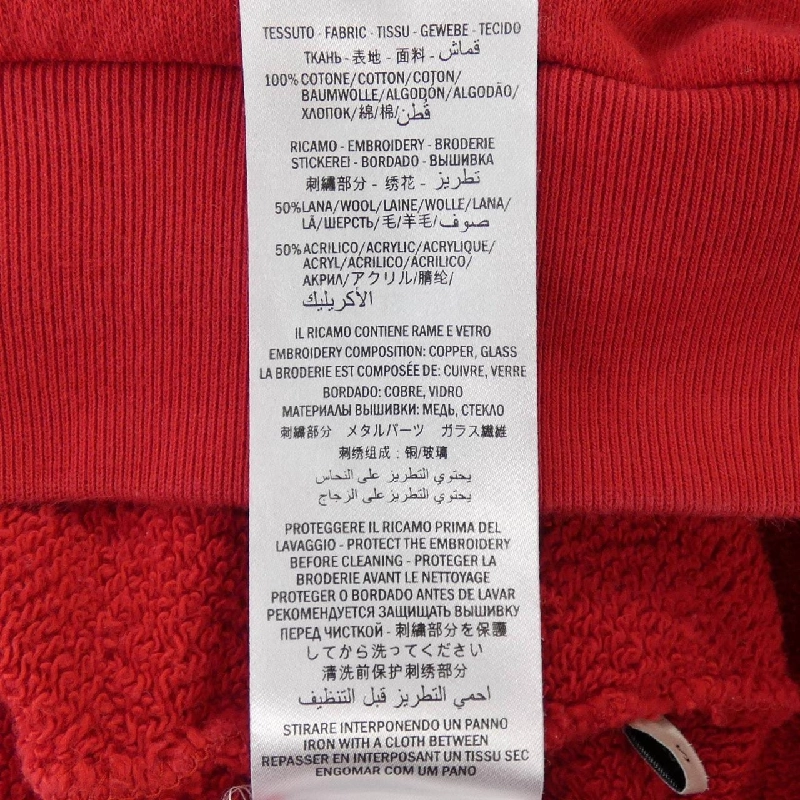 TESSUTO - FABRIC - TISSU - GEWEBE - TECIDO
ТКАНЬ - 表地 - 面料 - قماش
100% COTONE/COTTON/COTON/
BAUMWOLLE/ALGODÓN/ALGODÃO/
ХЛОПОК/綿/棉/قطن
RICAMO - EMBROIDERY - BRODERIE
STICKEREI - BORDADO - ВЫШИВКА
刺繍部分 - 绣花 - تطريز
50%LANA/WOOL/LAINE/WOLLE/LANA/
LÃ/ШЕРСТЬ/毛/羊毛/صوف
50%ACRILICO/ACRYLIC/ACRYLIQUE/
ACRYL/ACRÍLICO/ACRÍLICO/
АКРИЛ/アクリル/腈纶/
الأكريليك
IL RICAMO CONTIENE RAME E VETRO
EMBROIDERY COMPOSITION: COPPER, GLASS
LA BRODERIE EST COMPOSÉE DE: CUIVRE, VERRE
BORDADO: COBRE, VIDRO
МАТЕРИАЛЫ ВЫШИВКИ: МЕДЬ, СТЕКЛО
刺繍部分 メタルパーツ ガラス繊維
刺绣组成：铜/玻璃
يحتوي التطريز على النحاس
يحتوي التطريز على الزجاج
PROTEGGERE IL RICAMO PRIMA DEL
LAVAGGIO - PROTECT THE EMBROIDERY
BEFORE CLEANING - PROTEGER LA
BRODERIE AVANT LE NETTOYAGE
PROTEGER O BORDADO ANTES DE LAVAR
РЕКОМЕНДУЕТСЯ ЗАЩИЩАТЬ ВЫШИВКУ
ПЕРЕД ЧИСТКОЙ - 刺繍部分を保護
してから洗ってください
清洗前保护刺绣部分
احمي التطريز قبل التنظيف
STIRARE INTERPONENDO UN PANNO
IRON WITH A CLOTH BETWEEN
REPASSER EN INTERPOSANT UN TISSU SEC
ENGOMAR COM UM PANO